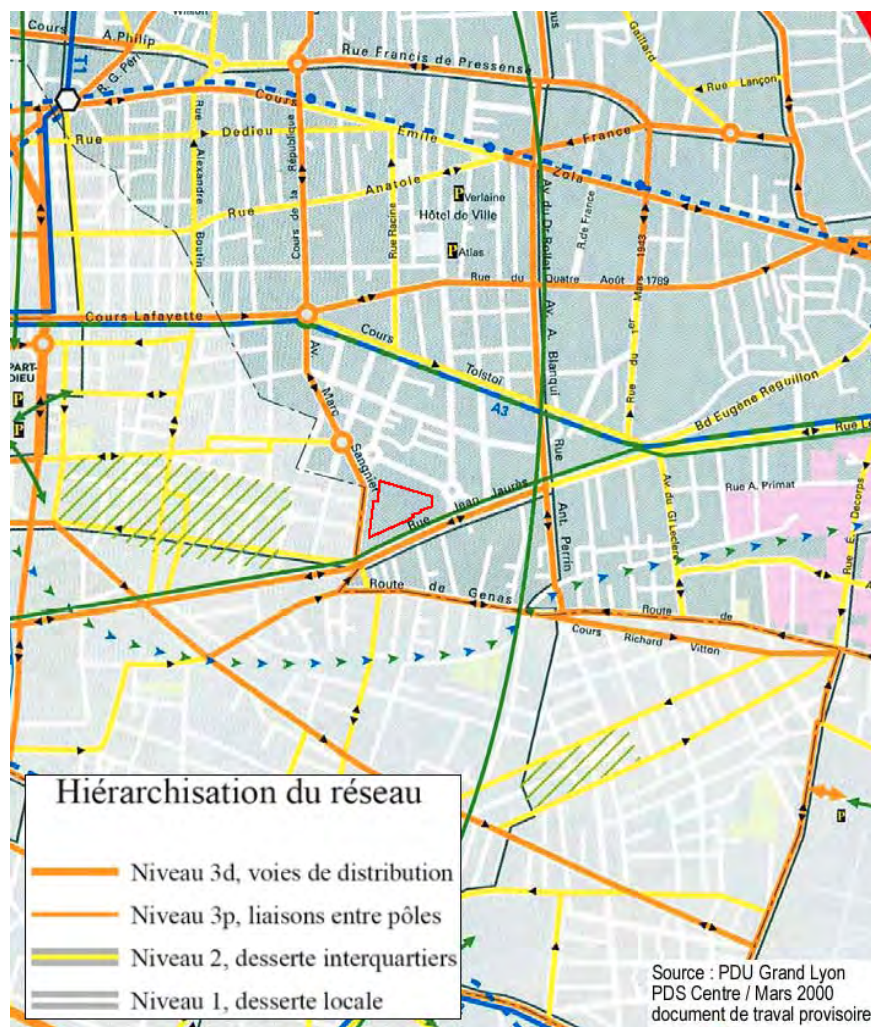 Wilson
Cours A.Philip
T1
R. G. Péri
Rue Francis de Pressensé
Gaillard
Rue Lançon
Cours Emile Zola
Rue Dedieu
Rue Alexandre Boutin
Cours de la République
Rue Anatole France
Rue Racine
P Verlaine
Hôtel de Ville
P Atlas
Av. du Dr Rollet
R.de France
Rue du 1er Mars 1943
Rue du Quatre Août 1789
Av. A. Blanqui
Cours Lafayette
Cours Tolstoï
A3
PART-
DIEU
P
P
Av. Marc Sangnier
Bd Eugène Reguillon
Rue Jean Jaurès
Rue A. Primat
Rue Ant. Perrin
Av. du Gl Leclerc
Rue E. Decorps
Route de Genas
Route de
Cours Richard Vitton
P
Hiérarchisation du réseau
Niveau 3d, voies de distribution
Niveau 3p, liaisons entre pôles
Niveau 2, desserte interquartiers
Niveau 1, desserte locale
Source : PDU Grand Lyon
PDS Centre / Mars 2000
document de traval provisoire